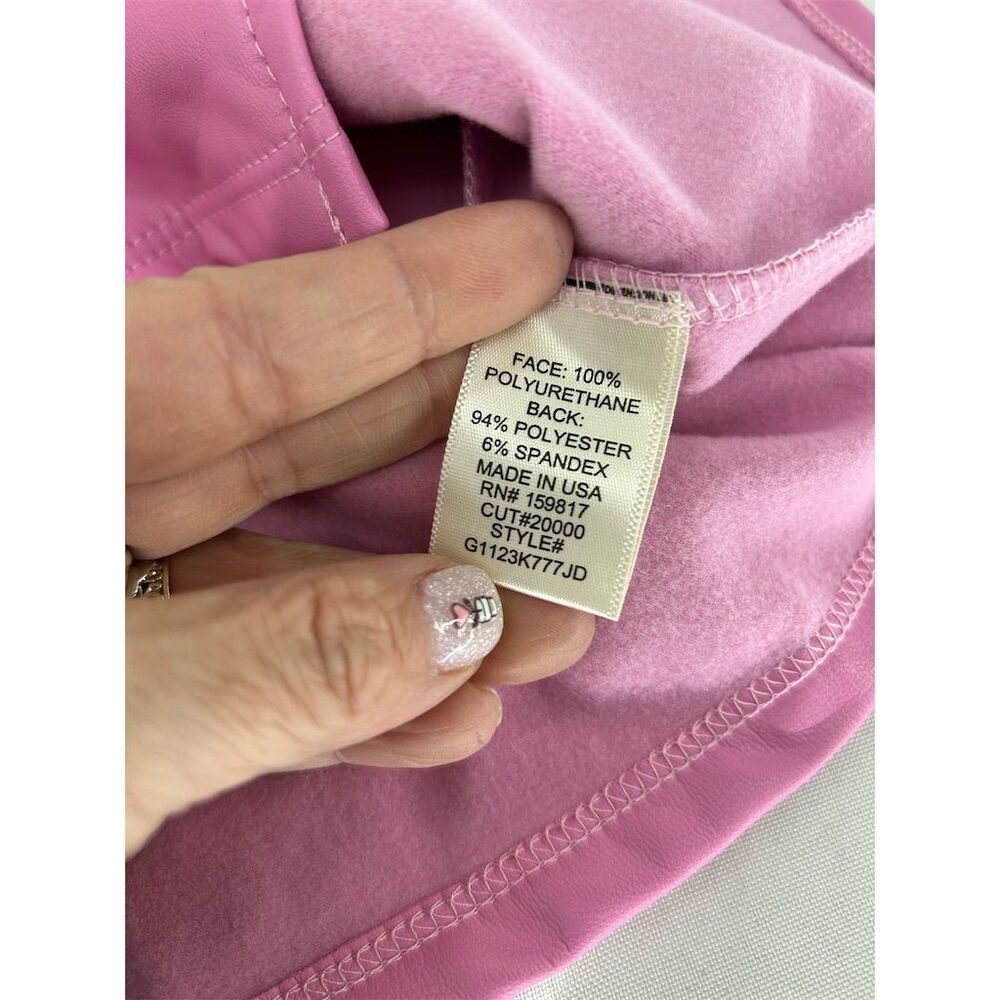 FACE: 100%
POLYURETHANE
BACK:
94% POLYESTER
6% SPANDEX
MADE IN USA
RN# 159817
CUT#20000
STYLE#
G1123K777JD